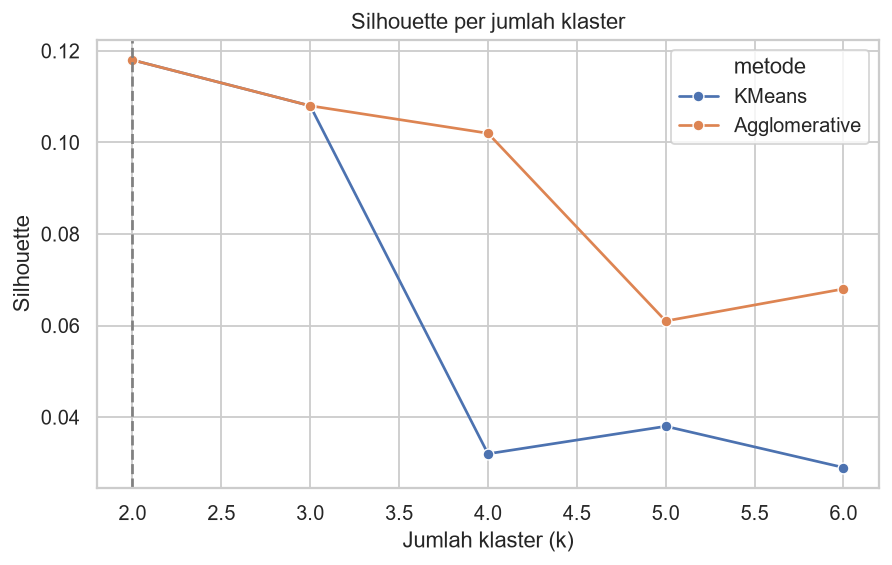 Silhouette per jumlah klaster
metode
KMeans
Agglomerative
Silhouette
0.12
0.10
0.08
0.06
0.04
2.0 2.5 3.0 3.5 4.0 4.5 5.0 5.5 6.0
Jumlah klaster (k)